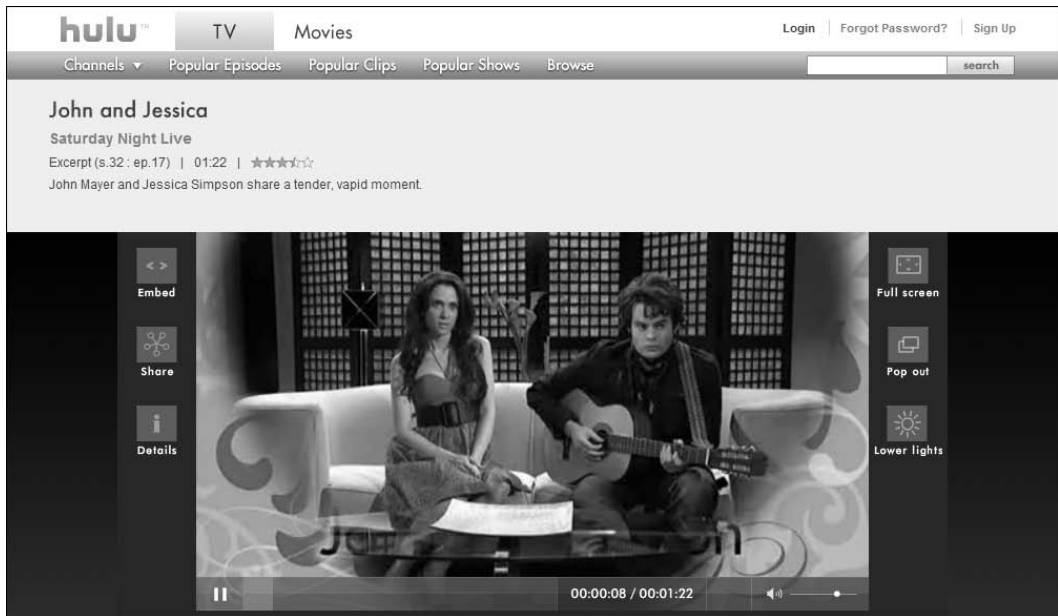 hulu™ TV Movies Login Forgot Password? Sign Up
Channels Popular Episodes Popular Clips Popular Shows Browse search
John and Jessica
Saturday Night Live
Excerpt (s.32 : ep.17) | 01:22 |
John Mayer and Jessica Simpson share a tender, vapid moment.
< >
Embed
Full screen
Share
Pop out
i
Details
Lower lights
00:00:08 / 00:01:22